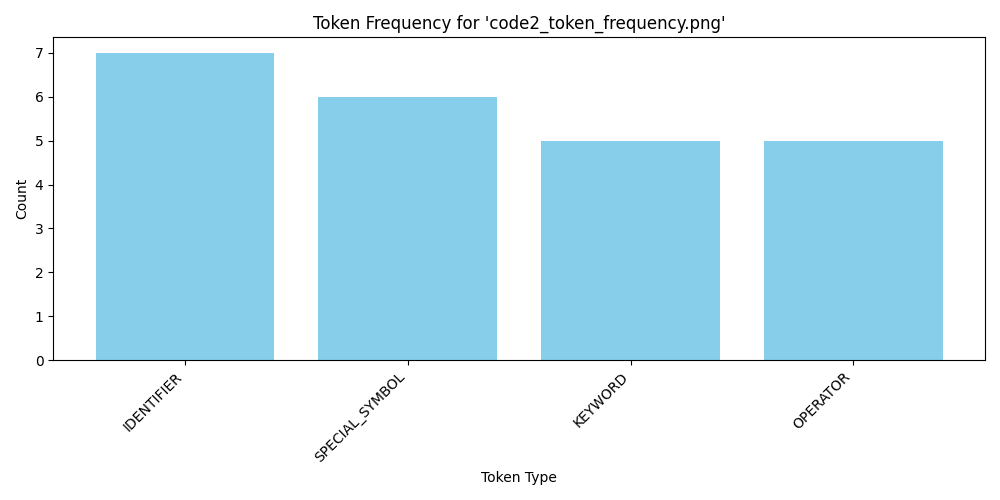 Token Frequency for 'code2_token_frequency.png'
7
6
5
4
3
2
1
0
Count
IDENTIFIER
SPECIAL_SYMBOL
KEYWORD
OPERATOR
Token Type